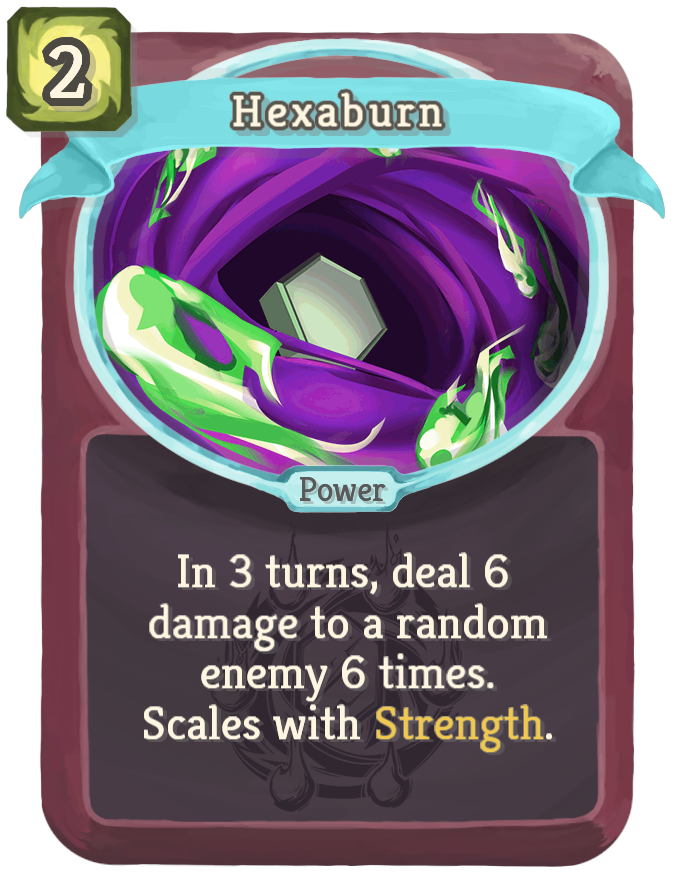 2
Hexaburn
Power
In 3 turns, deal 6
damage to a random
enemy 6 times.
Scales with Strength.